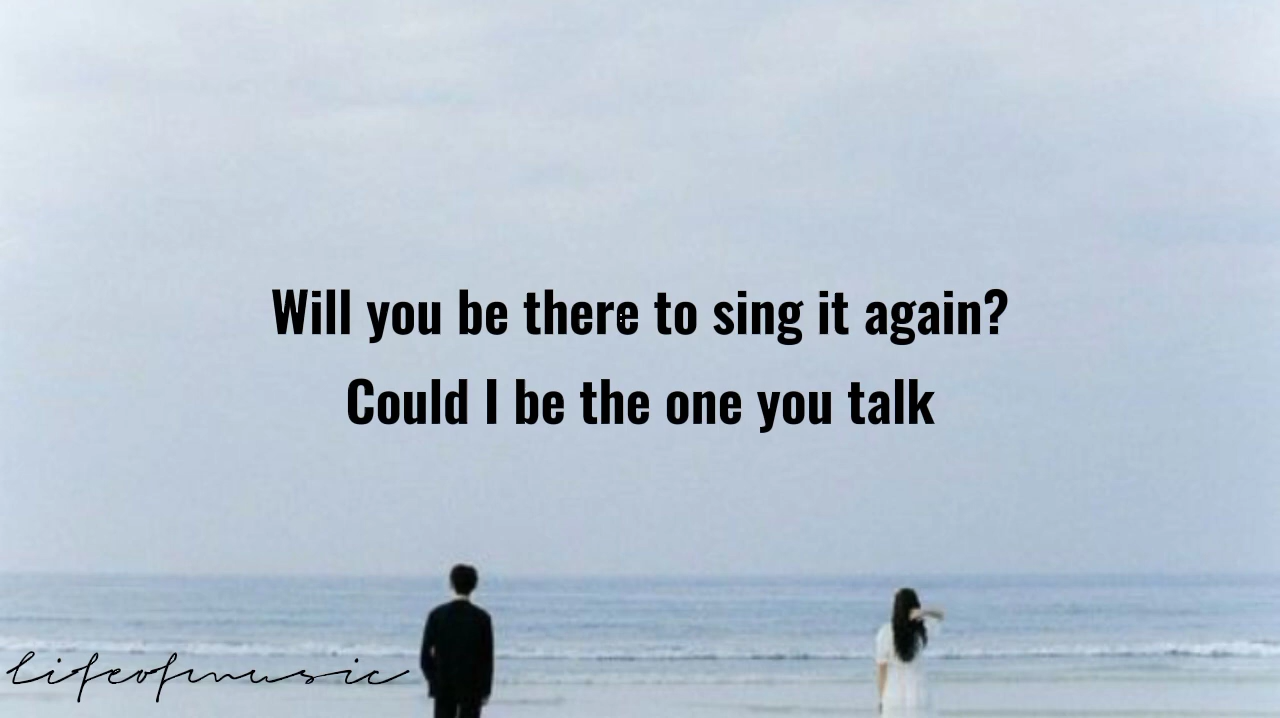 Will you be there to sing it again?
Could I be the one you talk
lifeofmusic